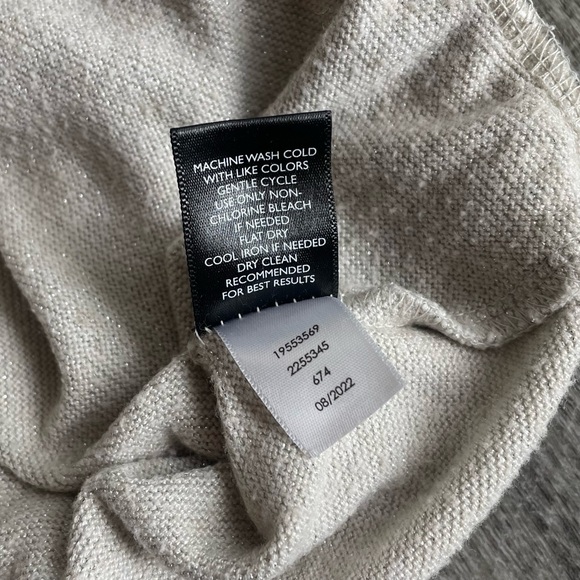 MACHINE WASH COLD
WITH LIKE COLORS
GENTLE CYCLE
USE ONLY NON-
CHLORINE BLEACH
IF NEEDED
FLAT DRY
COOL IRON IF NEEDED
DRY CLEAN
RECOMMENDED
FOR BEST RESULTS
19553569
2255345
674
08/2022